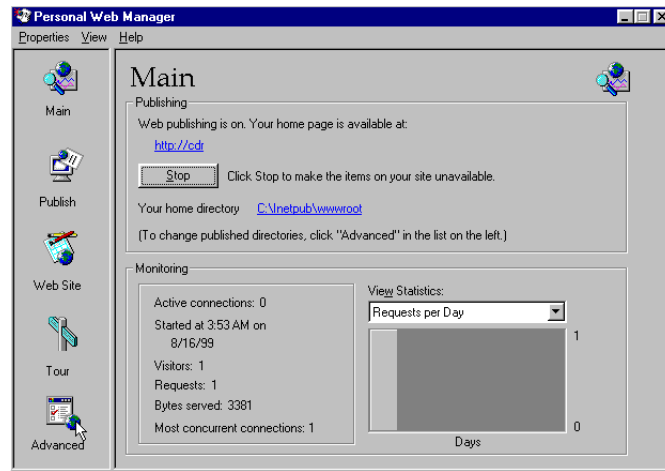 Personal Web Manager
Properties View Help
Main
Publish
Web Site
Tour
Advanced
Main
Publishing
Web publishing is on. Your home page is available at:
http://cdr
Stop
Click Stop to make the items on your site unavailable.
Your home directory C:\Inetpub\wwwroot
(To change published directories, click "Advanced" in the list on the left.)
Monitoring
Active connections: 0
Started at 3:53 AM on
8/16/99
Visitors: 1
Requests: 1
Bytes served: 3381
Most concurrent connections: 1
View Statistics:
Requests per Day
1
0
Days